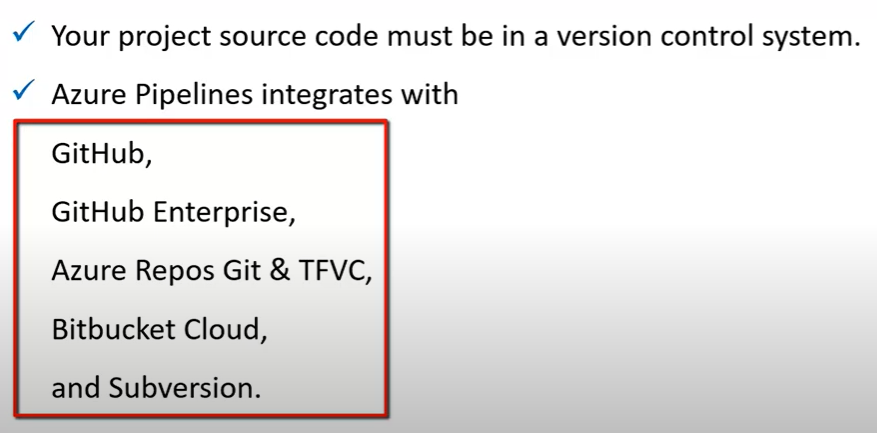 Your project source code must be in a version control system.
Azure Pipelines integrates with
GitHub,
GitHub Enterprise,
Azure Repos Git & TFVC,
Bitbucket Cloud,
and Subversion.